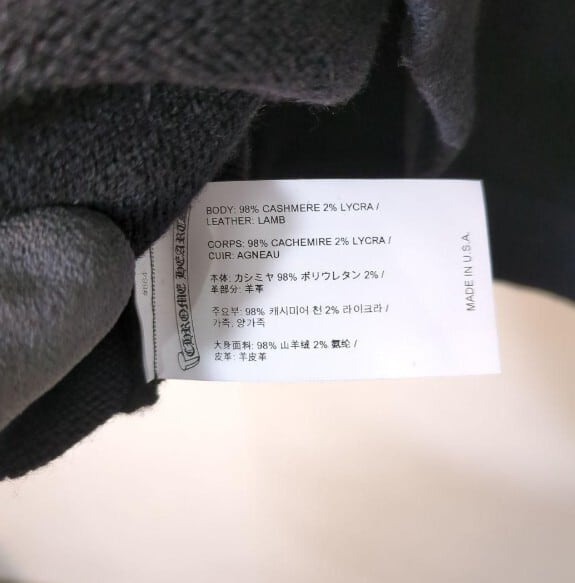 BODY: 98% CASHMERE 2% LYCRA /
LEATHER: LAMB
CORPS: 98% CACHEMIRE 2% LYCRA /
CUIR: AGNEAU
本体: カシミヤ 98% ポリウレタン 2% /
羊部分: 羊革
주요부: 98% 캐시미어 천 2% 라이크라 /
가죽: 양가죽
大身面料: 98% 山羊绒 2% 氨纶 /
皮革: 羊皮革
CHROME HEARTS
MADE IN U.S.A.